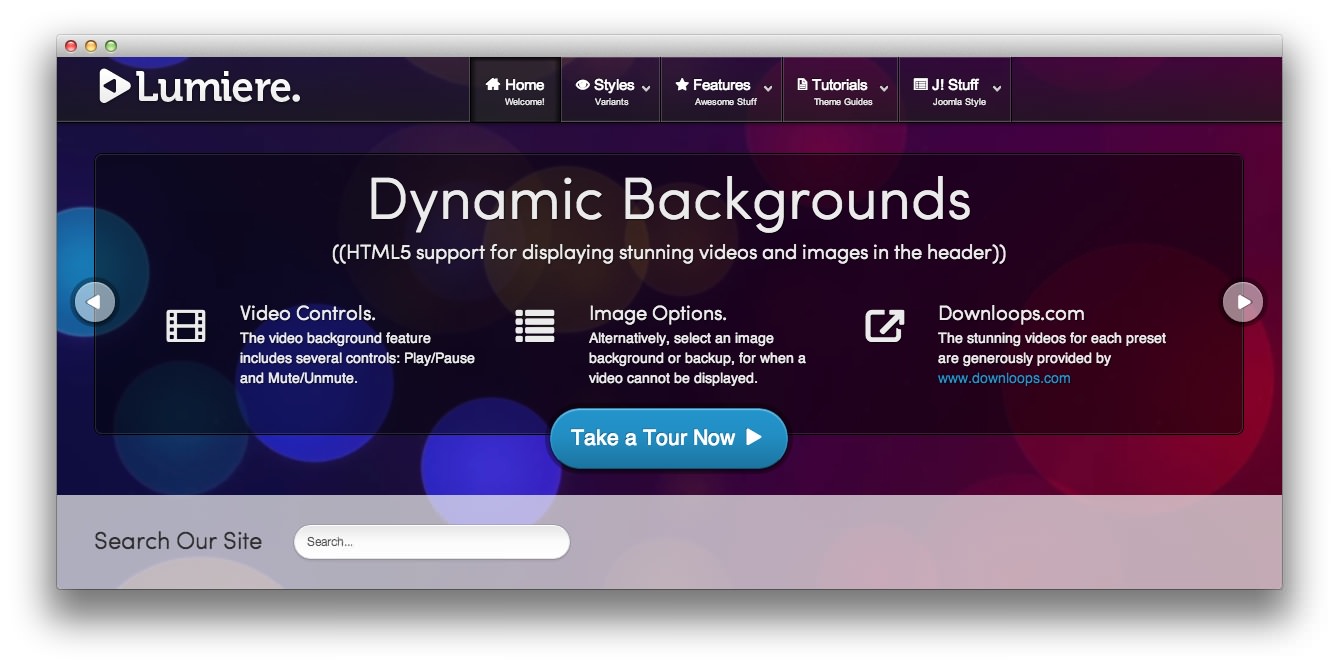 Lumiere.
Home
Welcome!
Styles
Variants
Features
Awesome Stuff
Tutorials
Theme Guides
J! Stuff
Joomla Style
Dynamic Backgrounds
((HTML5 support for displaying stunning videos and images in the header))
Video Controls.
The video background feature
includes several controls: Play/Pause
and Mute/Unmute.
Image Options.
Alternatively, select an image
background or backup, for when a
video cannot be displayed.
Downloops.com
The stunning videos for each preset
are generously provided by
www.downloops.com
Take a Tour Now
Search Our Site
Search...